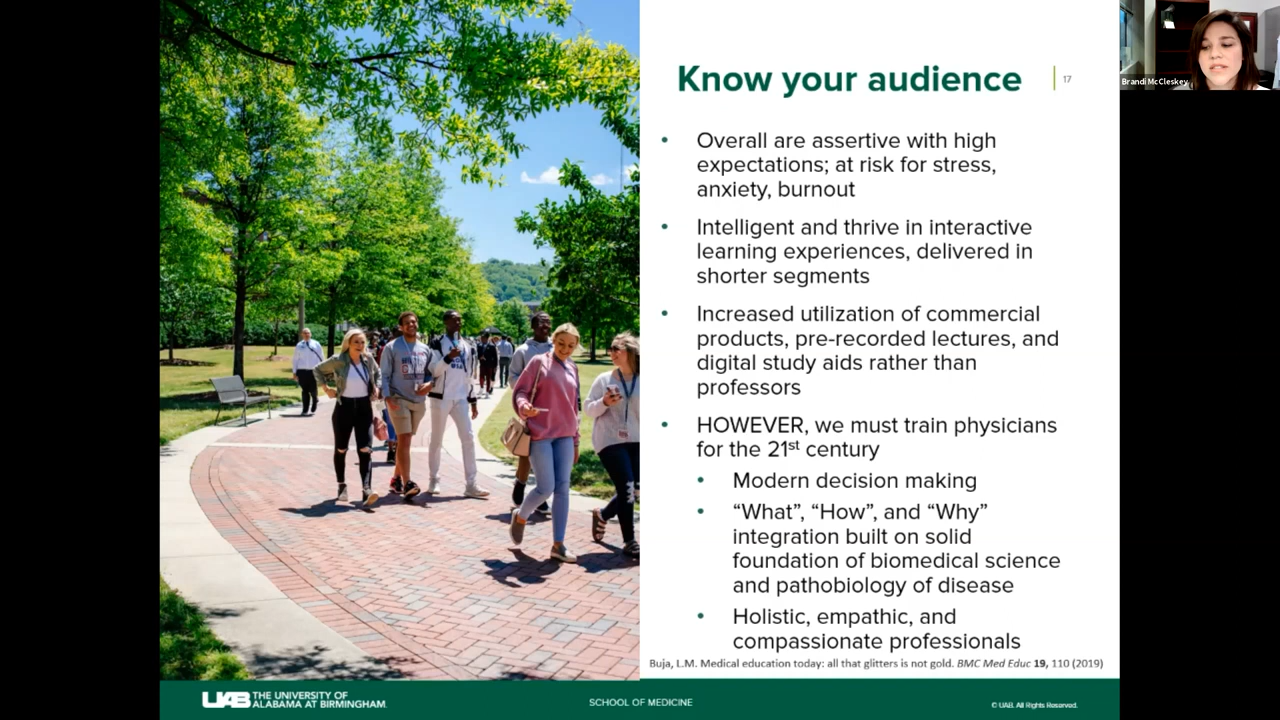 Know your audience
17
Brandi McCleskey
• Overall are assertive with high
expectations; at risk for stress,
anxiety, burnout
• Intelligent and thrive in interactive
learning experiences, delivered in
shorter segments
• Increased utilization of commercial
products, pre-recorded lectures, and
digital study aids rather than
professors
• HOWEVER, we must train physicians
for the 21st century
• Modern decision making
• “What”, “How”, and “Why”
integration built on solid
foundation of biomedical science
and pathobiology of disease
• Holistic, empathic, and
compassionate professionals
Buja, L.M. Medical education today: all that glitters is not gold. BMC Med Educ 19, 110 (2019)
UAB THE UNIVERSITY OF
ALABAMA AT BIRMINGHAM.
SCHOOL OF MEDICINE
© UAB. All Rights Reserved.